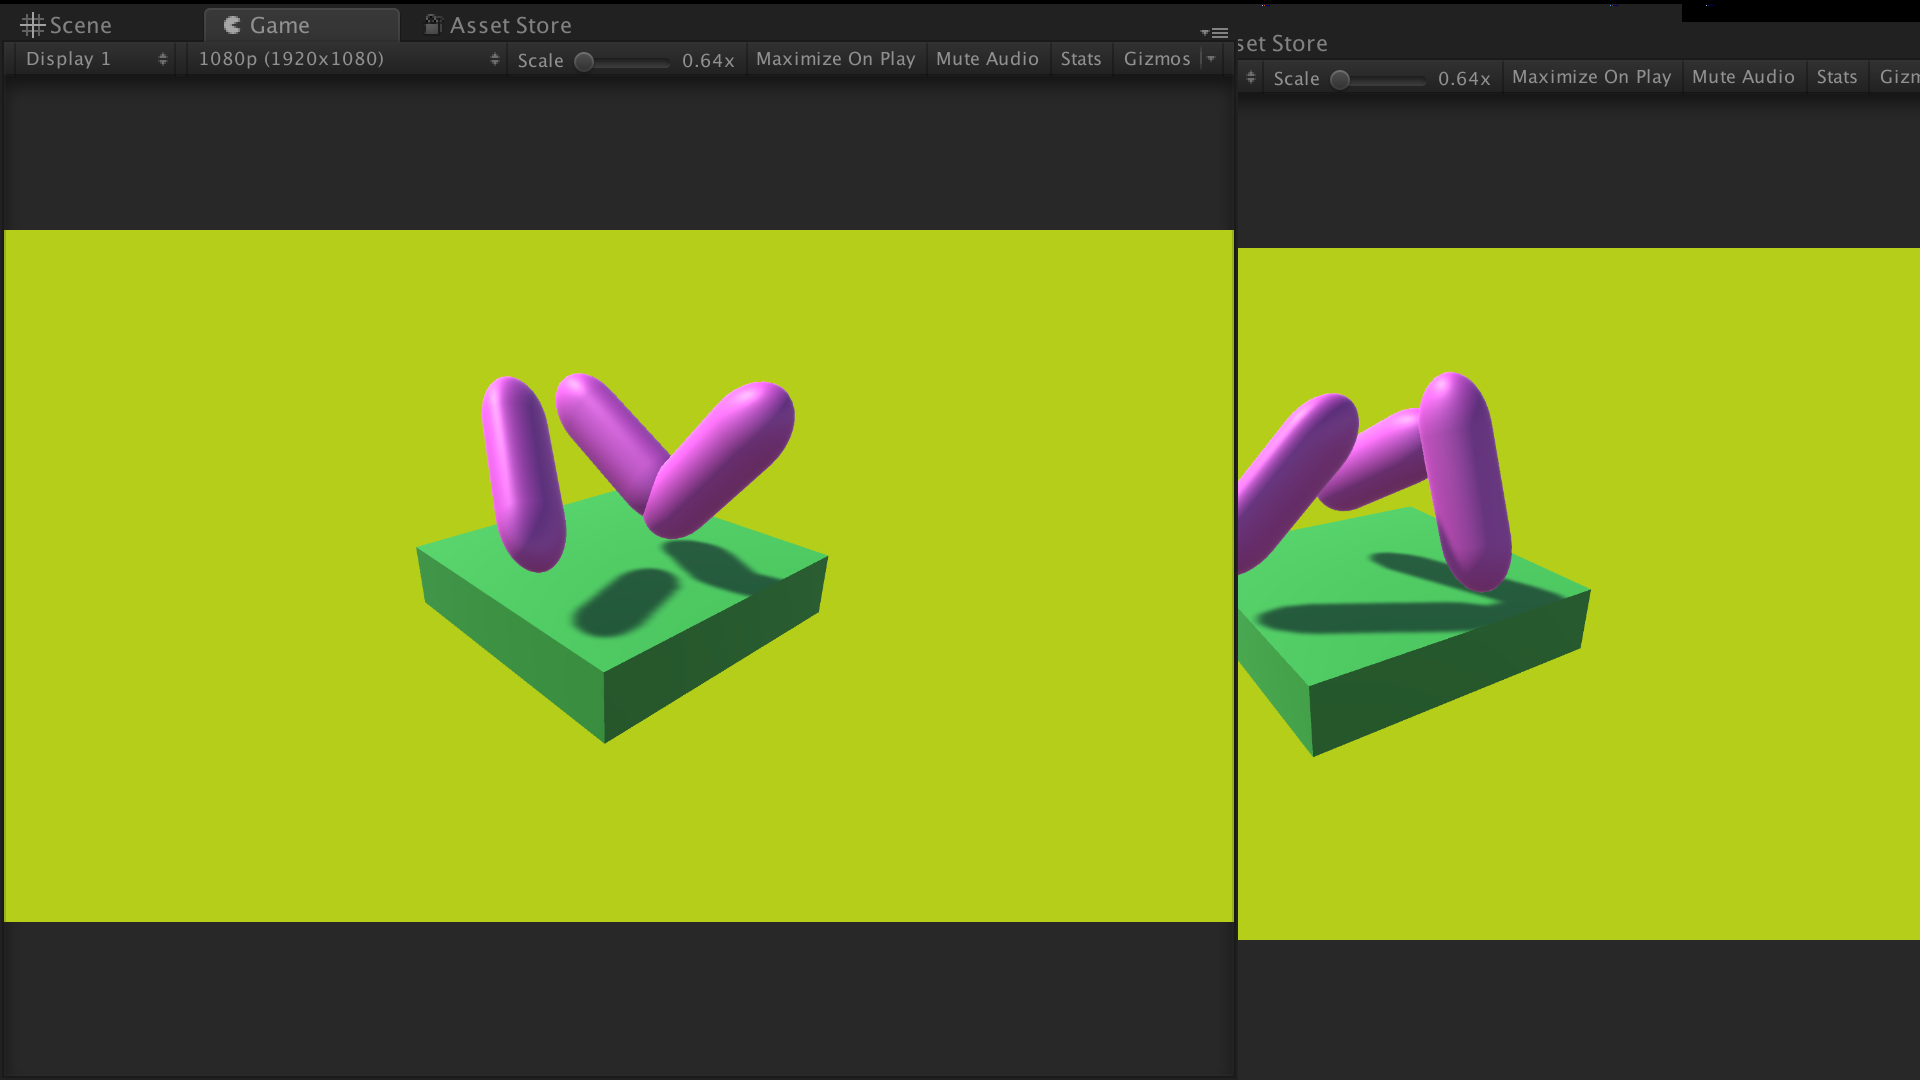 Scene Game Asset Store
Display 1 1080p (1920x1080) Scale 0.64x Maximize On Play Mute Audio Stats Gizmos
set Store
Scale 0.64x Maximize On Play Mute Audio Stats Gizm